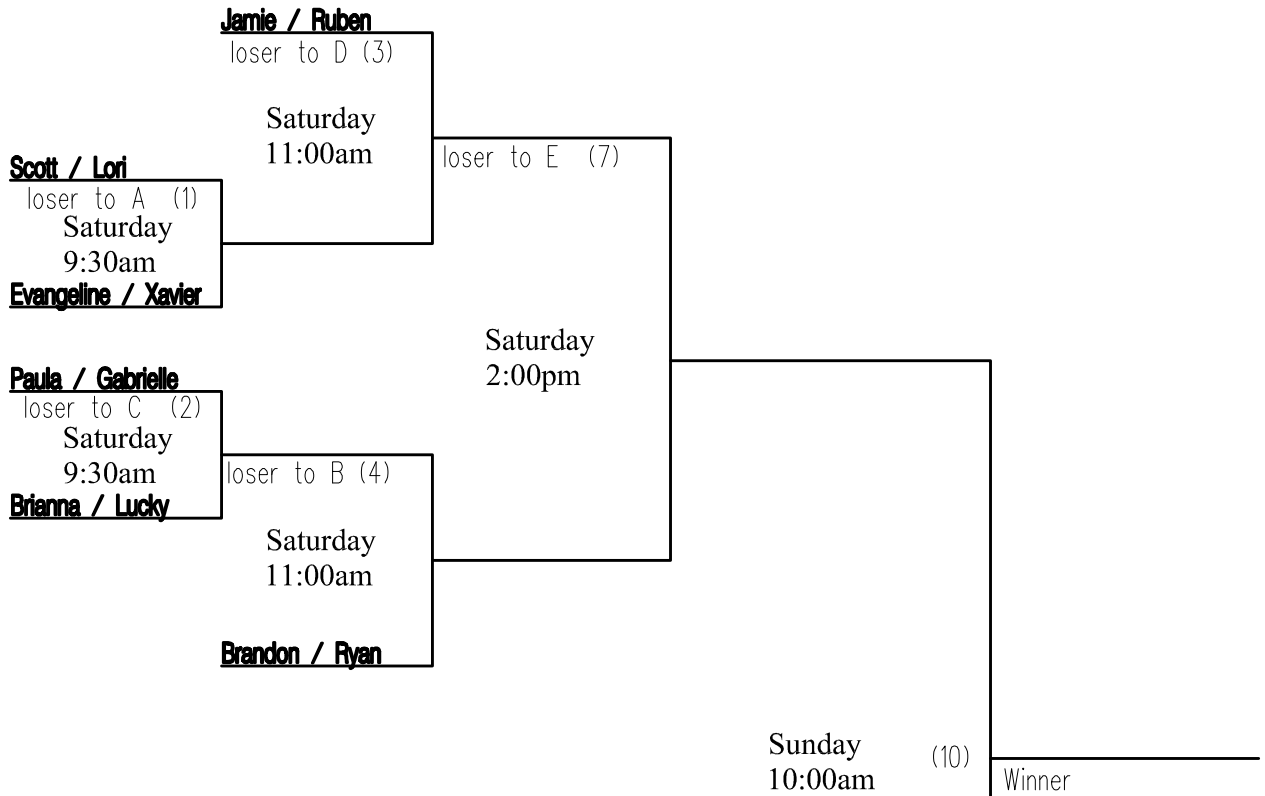 Jamie / Ruben
loser to D (3)
Saturday
11:00am
loser to E (7)
Scott / Lori
loser to A (1)
Saturday
9:30am
Evangeline / Xavier
Saturday
2:00pm
Paula / Gabrielle
loser to C (2)
Saturday
9:30am
loser to B (4)
Brianna / Lucky
Saturday
11:00am
Brandon / Ryan
Sunday
10:00am
(10)
Winner